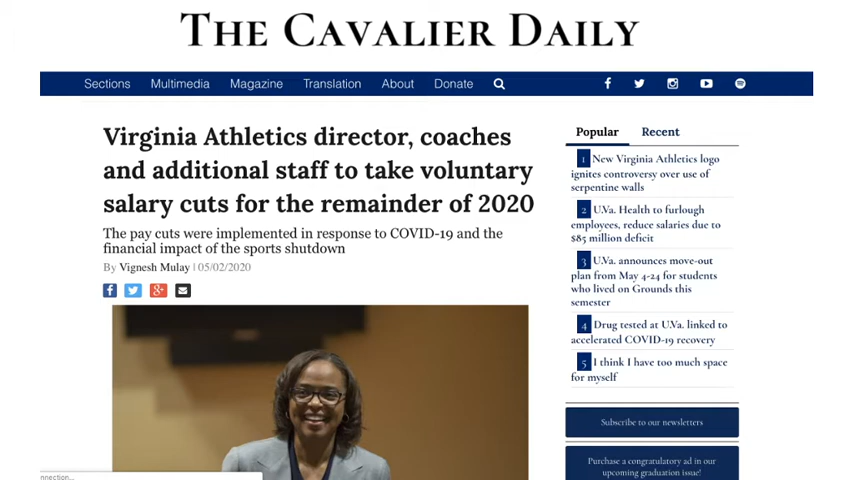 THE CAVALIER DAILY
Sections Multimedia Magazine Translation About Donate
Virginia Athletics director, coaches
and additional staff to take voluntary
salary cuts for the remainder of 2020
The pay cuts were implemented in response to COVID-19 and the
financial impact of the sports shutdown
By Vignesh Mulay | 05/02/2020
Popular Recent
1 New Virginia Athletics logo
ignites controversy over use of
serpentine walls
2 U.Va. Health to furlough
employees, reduce salaries due to
$85 million deficit
3 U.Va. announces move-out
plan from May 4-24 for students
who lived on Grounds this
semester
4 Drug tested at U.Va. linked to
accelerated COVID-19 recovery
5 I think I have too much space
for myself
Subscribe to our newsletters
Purchase a congratulatory ad in our
upcoming graduation issue!
nnection...